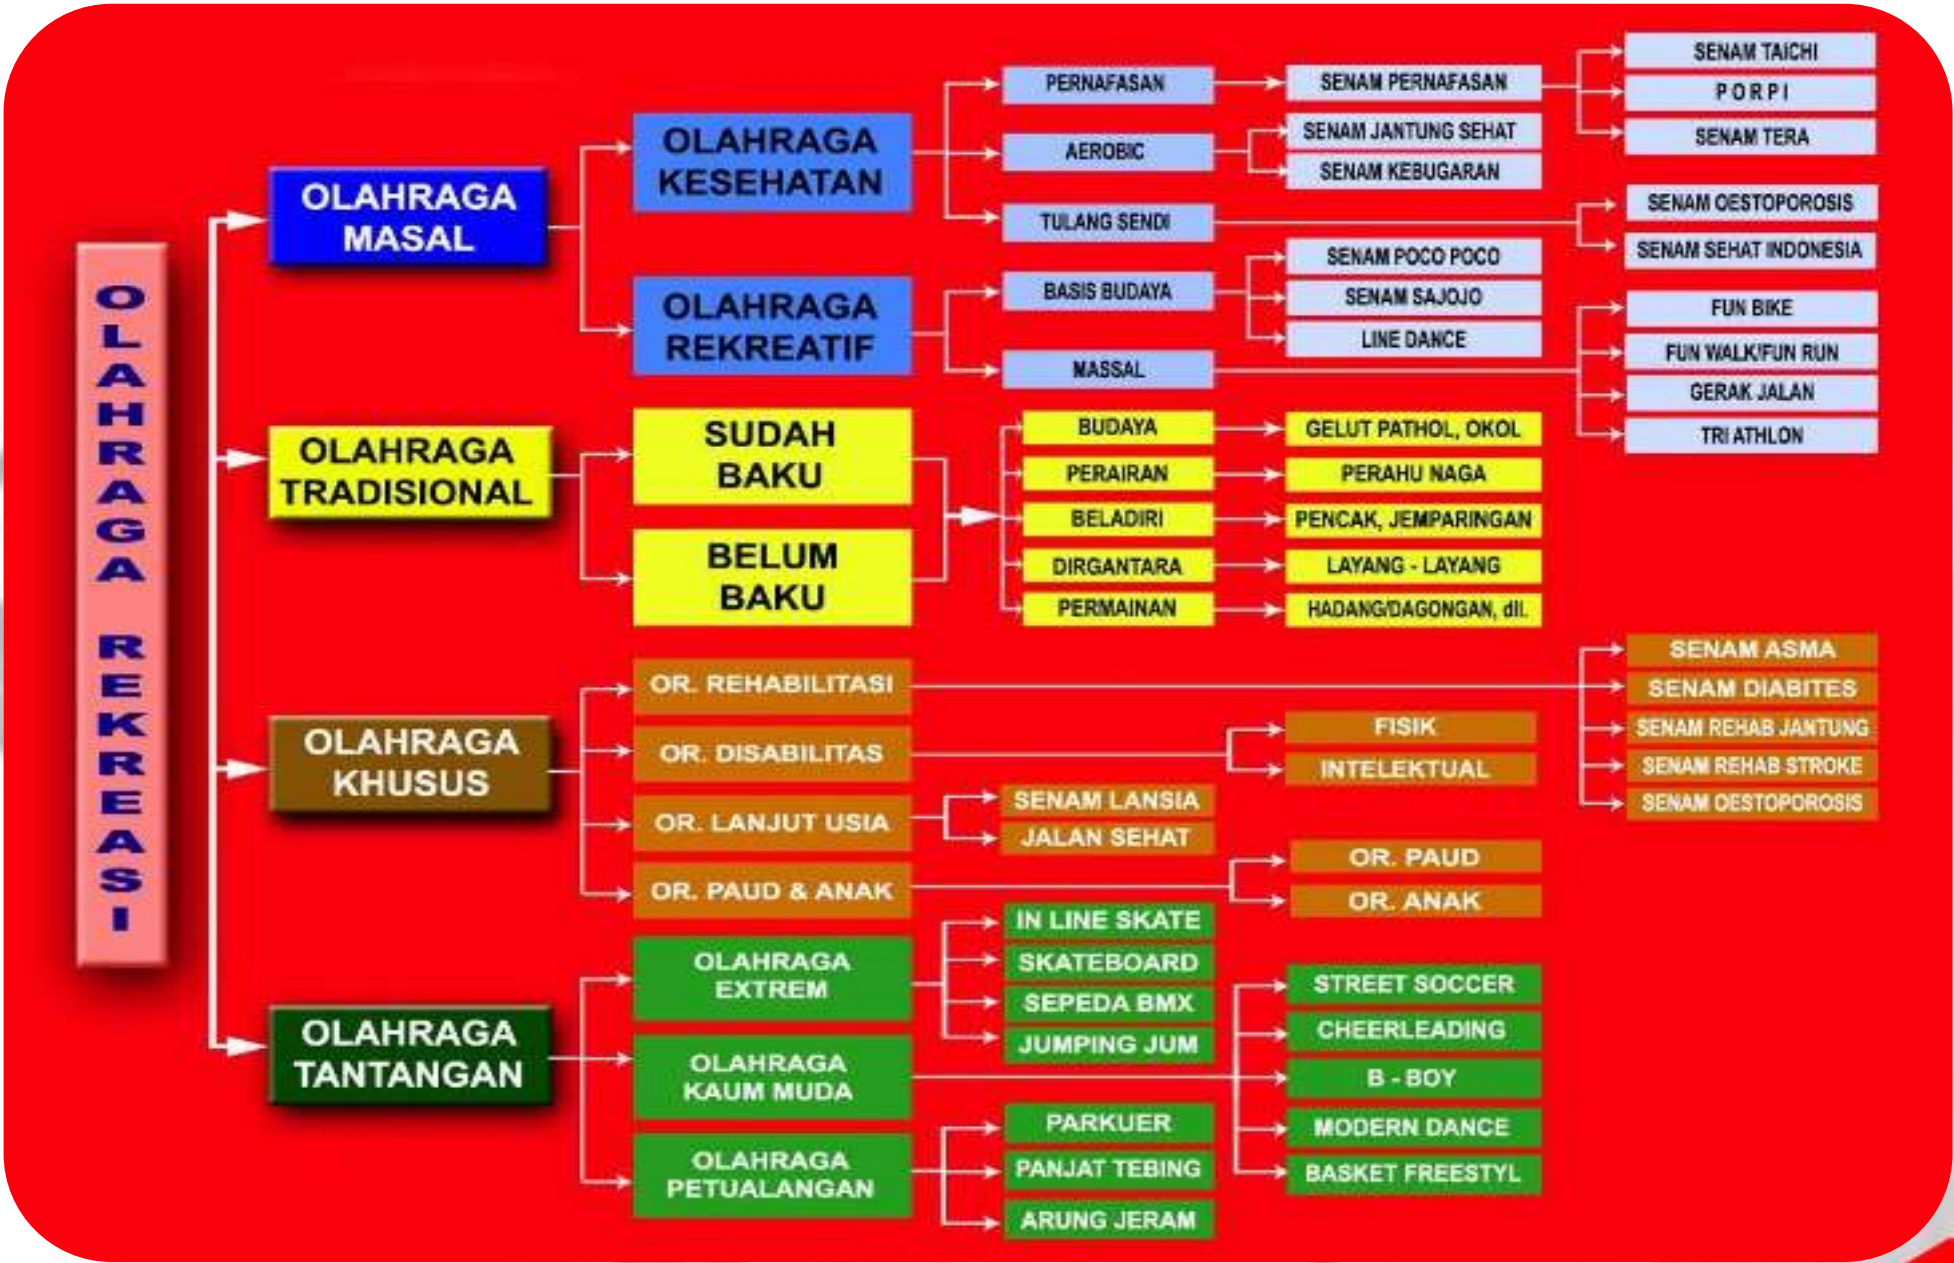 OLAHRAGA REKREASI
OLAHRAGA
MASAL
OLAHRAGA
KESEHATAN
PERNAFASAN
SENAM PERNAFASAN
SENAM TAICHI
P O R P I
SENAM TERA
AEROBIC
SENAM JANTUNG SEHAT
SENAM KEBUGARAN
TULANG SENDI
SENAM OESTOPOROSIS
SENAM SEHAT INDONESIA
OLAHRAGA
REKREATIF
BASIS BUDAYA
SENAM POCO POCO
SENAM SAJOJO
LINE DANCE
MASSAL
FUN BIKE
FUN WALK/FUN RUN
GERAK JALAN
TRI ATHLON
OLAHRAGA
TRADISIONAL
SUDAH
BAKU
BELUM
BAKU
BUDAYA
GELUT PATHOL, OKOL
PERAIRAN
PERAHU NAGA
BELADIRI
PENCAK, JEMPARINGAN
DIRGANTARA
LAYANG - LAYANG
PERMAINAN
HADANG/DAGONGAN, dll.
OLAHRAGA
KHUSUS
OR. REHABILITASI
SENAM ASMA
SENAM DIABITES
SENAM REHAB JANTUNG
SENAM REHAB STROKE
SENAM OESTOPOROSIS
OR. DISABILITAS
FISIK
INTELEKTUAL
OR. LANJUT USIA
SENAM LANSIA
JALAN SEHAT
OR. PAUD & ANAK
OR. PAUD
OR. ANAK
OLAHRAGA
TANTANGAN
OLAHRAGA
EXTREM
IN LINE SKATE
SKATEBOARD
SEPEDA BMX
JUMPING JUM
OLAHRAGA
KAUM MUDA
STREET SOCCER
CHEERLEADING
B - BOY
MODERN DANCE
BASKET FREESTYL
OLAHRAGA
PETUALANGAN
PARKUER
PANJAT TEBING
ARUNG JERAM